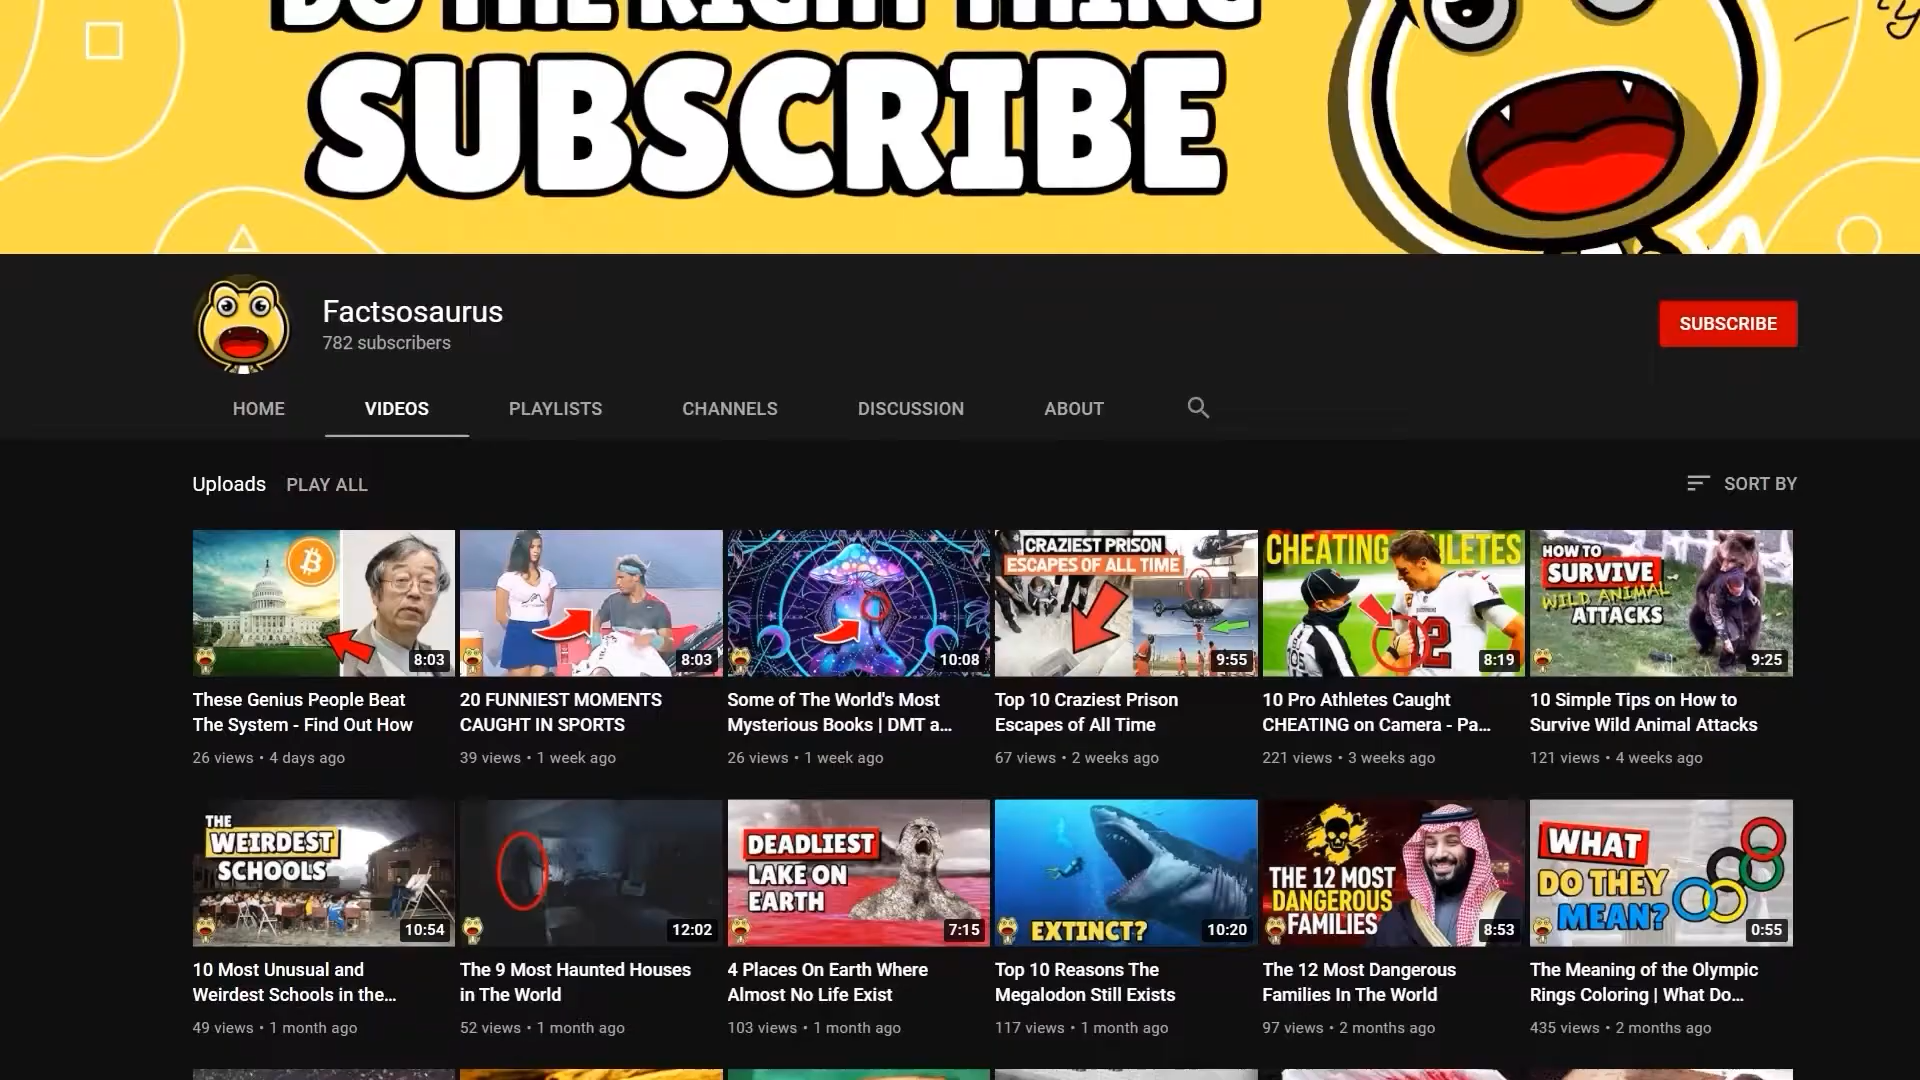 DO THE RIGHT THING
SUBSCRIBE
Factsosaurus
782 subscribers
SUBSCRIBE
HOME
VIDEOS
PLAYLISTS
CHANNELS
DISCUSSION
ABOUT
Uploads
PLAY ALL
SORT BY
8:03
8:03
10:08
CRAZIEST PRISON
ESCAPES OF ALL TIME
9:55
CHEATING
12
8:19
HOW TO
SURVIVE
WILD ANIMAL
ATTACKS
9:25
These Genius People Beat
The System - Find Out How
26 views • 4 days ago
20 FUNNIEST MOMENTS
CAUGHT IN SPORTS
39 views • 1 week ago
Some of The World's Most
Mysterious Books | DMT a...
26 views • 1 week ago
Top 10 Craziest Prison
Escapes of All Time
67 views • 2 weeks ago
10 Pro Athletes Caught
CHEATING on Camera - Pa...
221 views • 3 weeks ago
10 Simple Tips on How to
Survive Wild Animal Attacks
121 views • 4 weeks ago
THE
WEIRDEST
SCHOOLS
10:54
12:02
DEADLIEST
LAKE ON
EARTH
7:15
EXTINCT?
10:20
THE 12 MOST
DANGEROUS
FAMILIES
8:53
WHAT
DO THEY
MEAN?
0:55
10 Most Unusual and
Weirdest Schools in the...
49 views • 1 month ago
The 9 Most Haunted Houses
in The World
52 views • 1 month ago
4 Places On Earth Where
Almost No Life Exist
103 views • 1 month ago
Top 10 Reasons The
Megalodon Still Exists
117 views • 1 month ago
The 12 Most Dangerous
Families In The World
97 views • 2 months ago
The Meaning of the Olympic
Rings Coloring | What Do...
435 views • 2 months ago